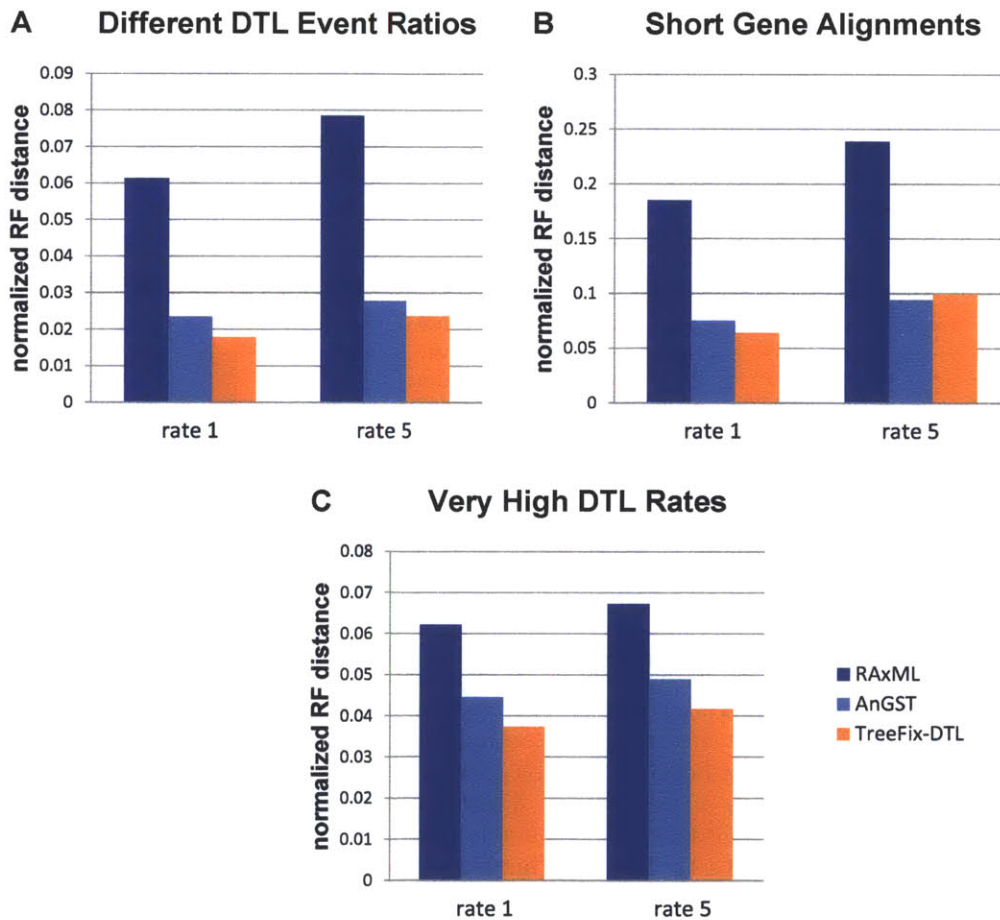 A Different DTL Event Ratios
normalized RF distance
0.09
0.08
0.07
0.06
0.05
0.04
0.03
0.02
0.01
0
rate 1 rate 5
B Short Gene Alignments
normalized RF distance
0.3
0.25
0.2
0.15
0.1
0.05
0
rate 1 rate 5
C Very High DTL Rates
normalized RF distance
0.08
0.07
0.06
0.05
0.04
0.03
0.02
0.01
0
rate 1 rate 5
RAxML
AnGST
TreeFix-DTL